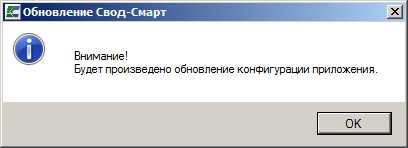 Обновление Свод-Смарт
Внимание!
Будет произведено обновление конфигурации приложения.
OK